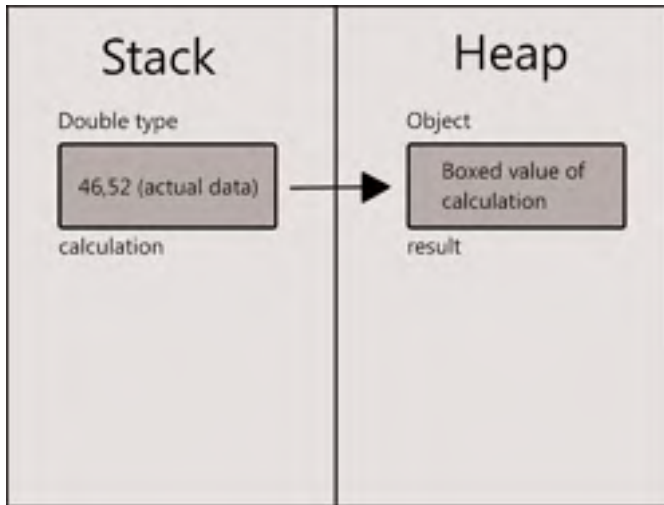 Stack
Double type
46,52 (actual data)
calculation
Heap
Object
Boxed value of
calculation
result